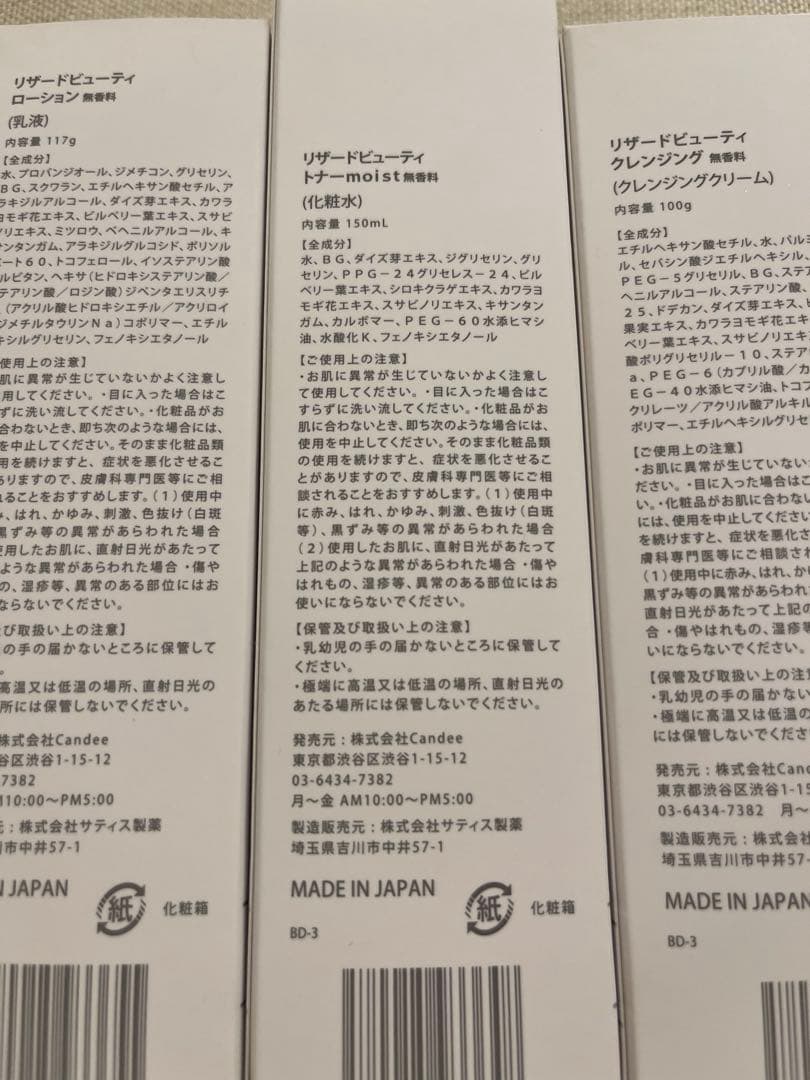 リザードビューティ
ローション 無香料
(乳液)
内容量 117g
【全成分】
水、プロパンジオール、ジメチコン、グリセリン、
ＢＧ、スクワラン、エチルヘキサン酸セチル、ア
ラキジルアルコール、ダイズ芽エキス、カワラ
ヨモギ花エキス、ビルベリー葉エキス、スサビ
ノリエキス、ミツロウ、ベヘニルアルコール、キ
サンタンガム、アラキジルグルコシド、ポリソル
ベート６０、トコフェロール、イソステアリン酸
ソルビタン、ヘキサ（ヒドロキシステアリン酸／
ステアリン酸／ロジン酸）ジペンタエリスリチ
（アクリル酸ヒドロキシエチル／アクリロイ
ジメチルタウリンＮａ）コポリマー、エチル
キシルグリセリン、フェノキシエタノール
使用上の注意】
肌に異常が生じていないかよく注意し
用してください。・目に入った場合はこ
ずに洗い流してください。・化粧品がお
合わないとき、即ち次のような場合には、
を中止してください。そのまま化粧品類
用を続けますと、症状を悪化させるこ
りますので、皮膚科専門医等にご相
れることをおすすめします。（１）使用中
、はれ、かゆみ、刺激、色抜け（白斑
、黒ずみ等の異常があらわれた場合
使用したお肌に、直射日光があたって
ような異常があらわれた場合 ・傷や
の、湿疹等、異常のある部位にはお
ならないでください。
及び取扱い上の注意】
の手の届かないところに保管して
。
高温又は低温の場所、直射日光の
所には保管しないでください。
株式会社Candee
谷区渋谷1-15-12
7382
M10:00～PM5:00
元：株式会社サティス製薬
川市中井57-1
N JAPAN
紙
化粧箱
リザードビューティ
トナーmoist 無香料
(化粧水)
内容量 150mL
【全成分】
水、ＢＧ、ダイズ芽エキス、ジグリセリン、グリ
セリン、ＰＰＧ－２４グリセレス－２４、ビル
ベリー葉エキス、シロキクラゲエキス、カワラヨ
モギ花エキス、スサビノリエキス、キサンタン
ガム、カルボマー、ＰＥＧ－６０水添ヒマシ
油、水酸化Ｋ、フェノキシエタノール
【ご使用上の注意】
・お肌に異常が生じていないかよく注意し
て使用してください。・目に入った場合はこ
すらずに洗い流してください。・化粧品がお
肌に合わないとき、即ち次のような場合には、
使用を中止してください。そのまま化粧品類
の使用を続けますと、症状を悪化させるこ
とがありますので、皮膚科専門医等にご相
談されることをおすすめします。（１）使用中
に赤み、はれ、かゆみ、刺激、色抜け（白斑
等）、黒ずみ等の異常があらわれた場合
（２）使用したお肌に、直射日光があたって
上記のような異常があらわれた場合 ・傷や
はれもの、湿疹等、異常のある部位にはお
使いにならないでください。
【保管及び取扱い上の注意】
・乳幼児の手の届かないところに保管して
ください。
・極端に高温又は低温の場所、直射日光の
あたる場所には保管しないでください。
発売元：株式会社Candee
東京都渋谷区渋谷1-15-12
03-6434-7382
月～金 AM10:00～PM5:00
製造販売元：株式会社サティス製薬
埼玉県吉川市中井57-1
MADE IN JAPAN
紙
化粧箱
BD-3
リザードビューティ
クレンジング 無香料
(クレンジングクリーム)
内容量 100g
【全成分】
エチルヘキサン酸セチル、水、パルミ
ル、セバシン酸ジエチルヘキシル、
ＰＥＧ－５グリセリル、ＢＧ、ステア
ヘニルアルコール、ステアリン酸、
２５、ドデカン、ダイズ芽エキス、
果実エキス、カワラヨモギ花エキ
ベリー葉エキス、スサビノリエキス
酸ポリグリセリル－１０、ステア
ａ、ＰＥＧ－６（カプリル酸／カ
ＥＧ－４０水添ヒマシ油、トコフ
クリレーツ／アクリル酸アルキル
ポリマー、エチルヘキシルグリセ
【ご使用上の注意】
・お肌に異常が生じていない
ださい。・目に入った場合はこ
い。・化粧品がお肌に合わない
には、使用を中止してください
を続けますと、症状を悪化させ
膚科専門医等にご相談され
（１）使用中に赤み、はれ、か
黒ずみ等の異常があらわれた
直射日光があたって上記の
合 ・傷やはれもの、湿疹等
いにならないでください。
【保管及び取扱い上の注意
・乳幼児の手の届かない
・極端に高温又は低温の
には保管しないでくださ
発売元：株式会社Cand
東京都渋谷区渋谷1-15
03-6434-7382 月～
製造販売元：株式会
埼玉県吉川市中井57-
MADE IN JAPAN
BD-3